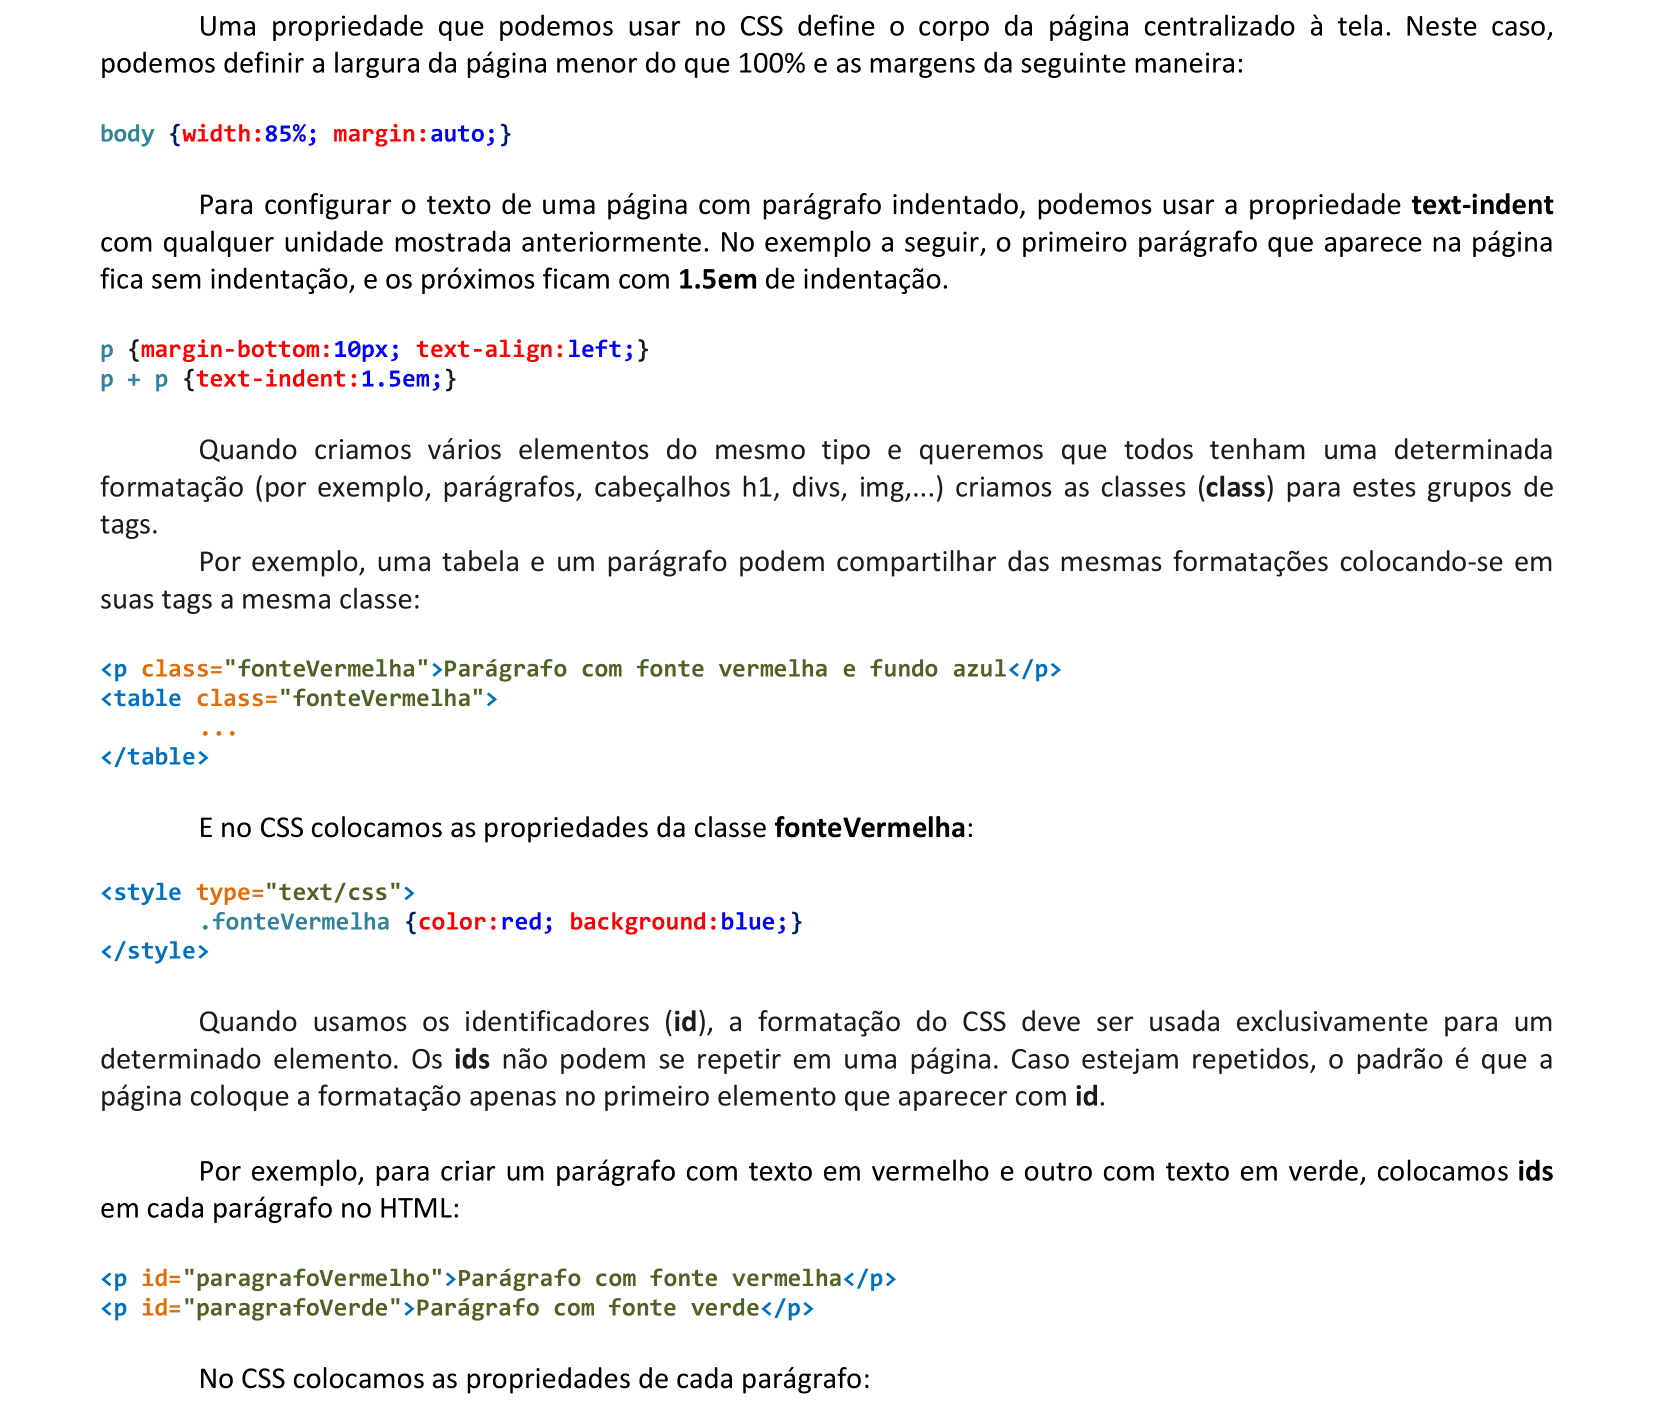 Uma propriedade que podemos usar no CSS define o corpo da página centralizado à tela. Neste caso,
podemos definir a largura da página menor do que 100% e as margens da seguinte maneira:
body {width:85%; margin:auto;}
Para configurar o texto de uma página com parágrafo indentado, podemos usar a propriedade text-indent
com qualquer unidade mostrada anteriormente. No exemplo a seguir, o primeiro parágrafo que aparece na página
fica sem indentação, e os próximos ficam com 1.5em de indentação.
p {margin-bottom:10px; text-align:left;}
p + p {text-indent:1.5em;}
Quando criamos vários elementos do mesmo tipo e queremos que todos tenham uma determinada
formatação (por exemplo, parágrafos, cabeçalhos h1, divs, img,...) criamos as classes (class) para estes grupos de
tags.
Por exemplo, uma tabela e um parágrafo podem compartilhar das mesmas formatações colocando-se em
suas tags a mesma classe:
<p class="fonteVermelha">Parágrafo com fonte vermelha e fundo azul</p>
<table class="fonteVermelha">
...
</table>
E no CSS colocamos as propriedades da classe fonteVermelha:
<style type="text/css">
.fonteVermelha {color:red; background:blue;}
</style>
Quando usamos os identificadores (id), a formatação do CSS deve ser usada exclusivamente para um
determinado elemento. Os ids não podem se repetir em uma página. Caso estejam repetidos, o padrão é que a
página coloque a formatação apenas no primeiro elemento que aparecer com id.
Por exemplo, para criar um parágrafo com texto em vermelho e outro com texto em verde, colocamos ids
em cada parágrafo no HTML:
<p id="paragrafoVermelho">Parágrafo com fonte vermelha</p>
<p id="paragrafoVerde">Parágrafo com fonte verde</p>
No CSS colocamos as propriedades de cada parágrafo: